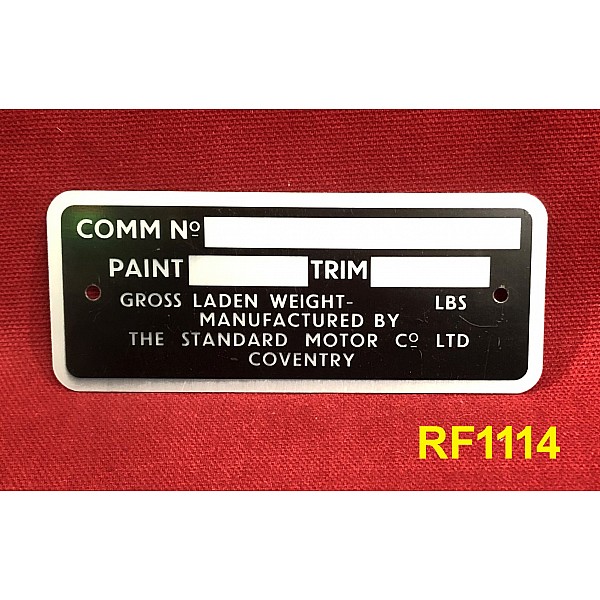 COMM Nº
PAINT TRIM
GROSS LADEN WEIGHT- LBS
MANUFACTURED BY
THE STANDARD MOTOR Cº LTD
COVENTRY
RF1114